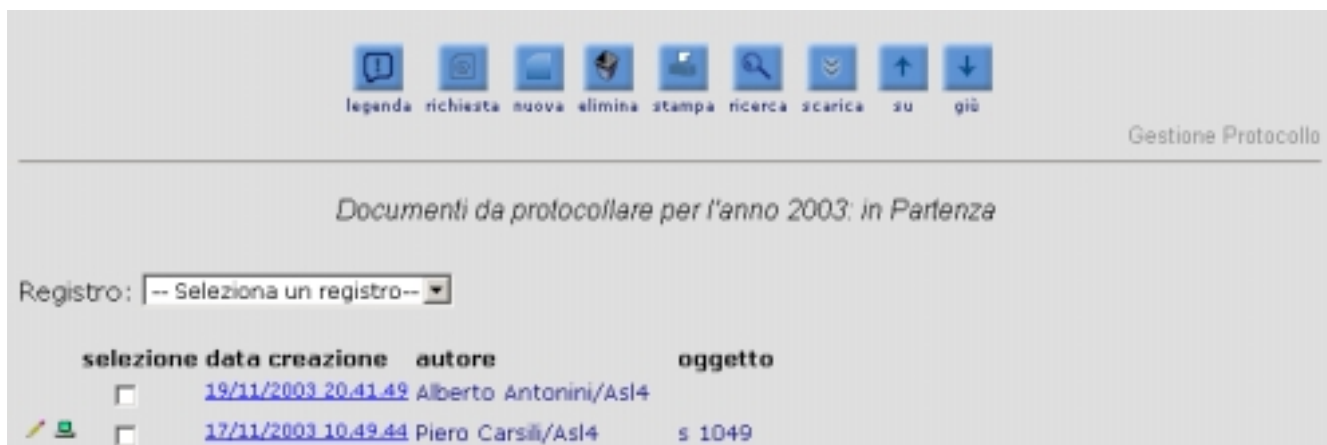 legenda richiesta nuova elimina stampa ricerca scarica su giù
Gestione Protocollo
Documenti da protocollare per l'anno 2003: in Partenza
Registro: -- Seleziona un registro--
selezione data creazione autore oggetto
19/11/2003 20.41.49 Alberto Antonini/Asl4
17/11/2003 10.49.44 Piero Carsili/Asl4 s 1049